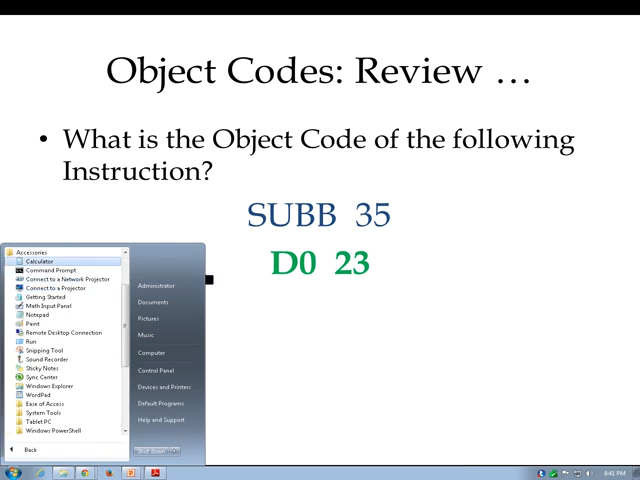 Object Codes: Review …
• What is the Object Code of the following
Instruction?
SUBB 35
D0 23
Accessories
Calculator
Command Prompt
Connect to a Network Projector
Connect to a Projector
Getting Started
Math Input Panel
Notepad
Paint
Remote Desktop Connection
Run
Snipping Tool
Sound Recorder
Sticky Notes
Sync Center
Windows Explorer
WordPad
Ease of Access
System Tools
Tablet PC
Windows PowerShell
Back
Administrator
Documents
Pictures
Music
Computer
Control Panel
Devices and Printers
Default Programs
Help and Support
Shut down
8:41 PM